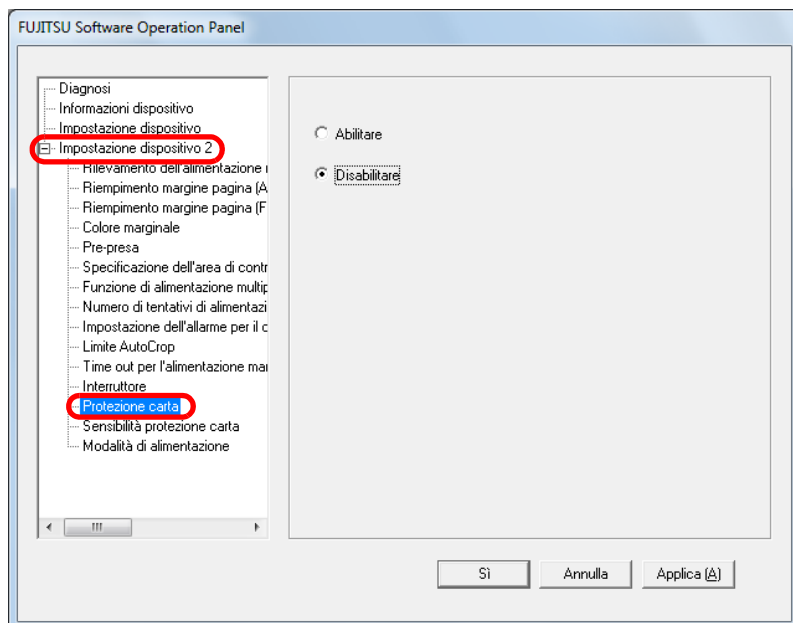 FUJITSU Software Operation Panel
Diagnosi
Informazioni dispositivo
Impostazione dispositivo
Impostazione dispositivo 2
Rilevamento dell'alimentazione
Riempimento margine pagina (A
Riempimento margine pagina (F
Colore marginale
Pre-presa
Specificazione dell'area di contr
Funzione di alimentazione multip
Numero di tentativi di alimentazi
Impostazione dell'allarme per il c
Limite AutoCrop
Time out per l'alimentazione mar
Interruttore
Protezione carta
Sensibilità protezione carta
Modalità di alimentazione
Abilitare
Disabilitare
Sì
Annulla
Applica (A)